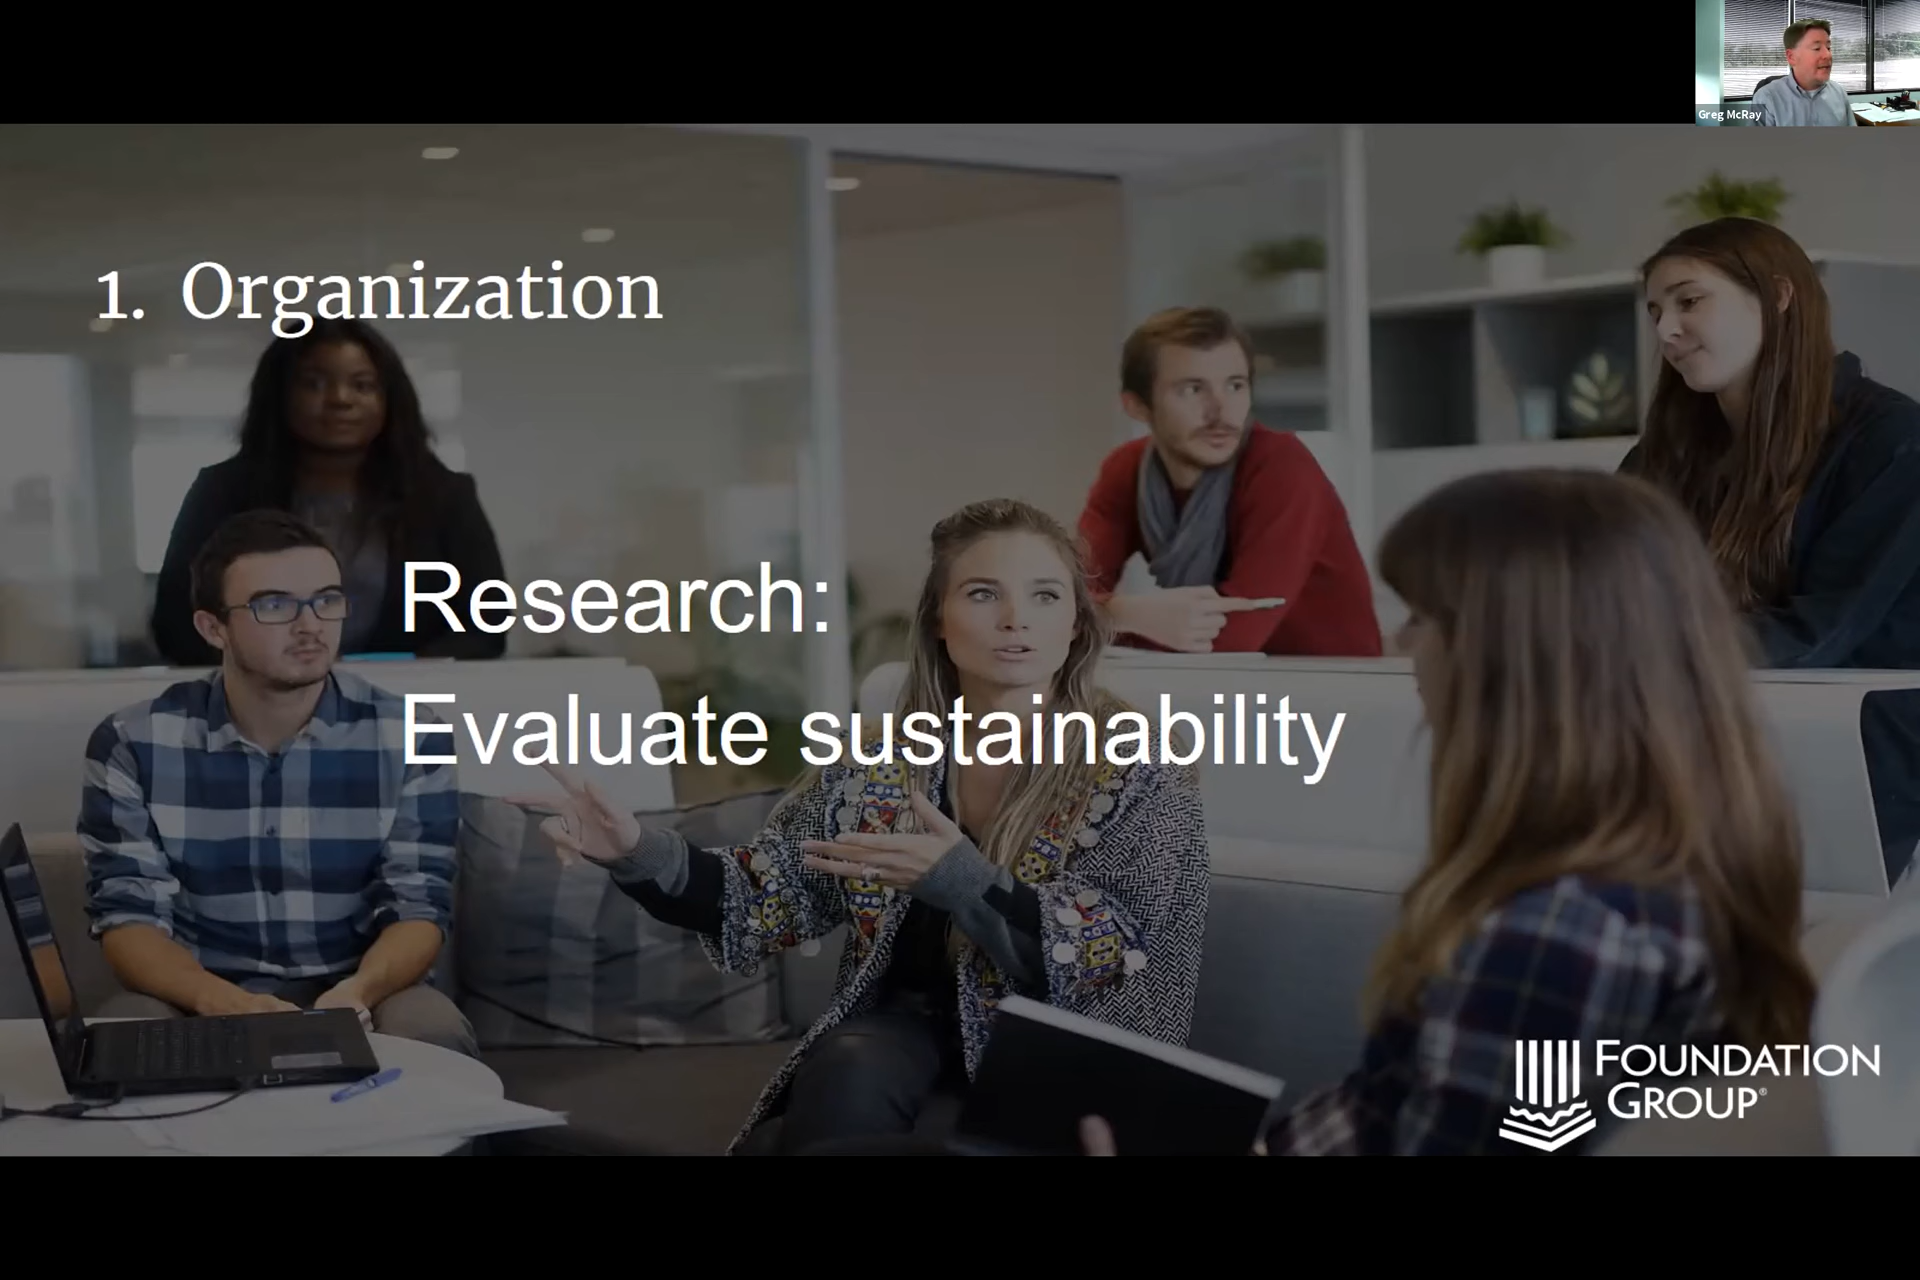 Greg McRay
1. Organization
Research:
Evaluate sustainability
FOUNDATION
GROUP®